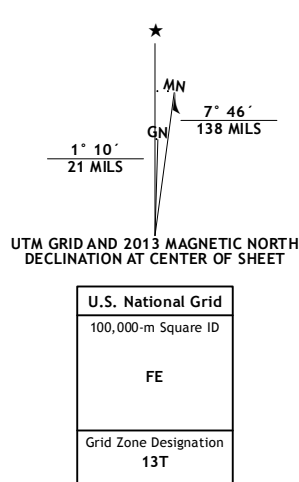 ★
MN
GN
7° 46´
138 MILS
1° 10´
21 MILS
UTM GRID AND 2013 MAGNETIC NORTH
DECLINATION AT CENTER OF SHEET
U.S. National Grid
100,000-m Square ID
FE
Grid Zone Designation
13T